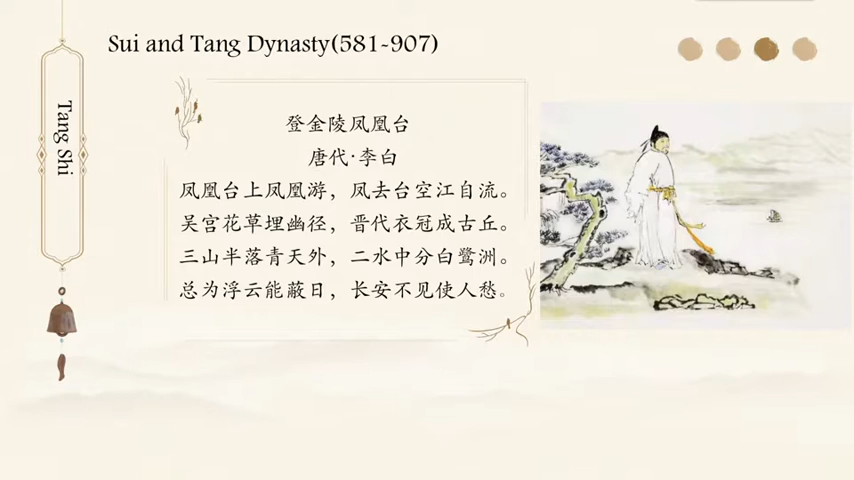 Sui and Tang Dynasty(581-907)
Tang Shi
登金陵凤凰台
唐代·李白
凤凰台上凤凰游，凤去台空江自流。
吴宫花草埋幽径，晋代衣冠成古丘。
三山半落青天外，二水中分白鹭洲。
总为浮云能蔽日，长安不见使人愁。